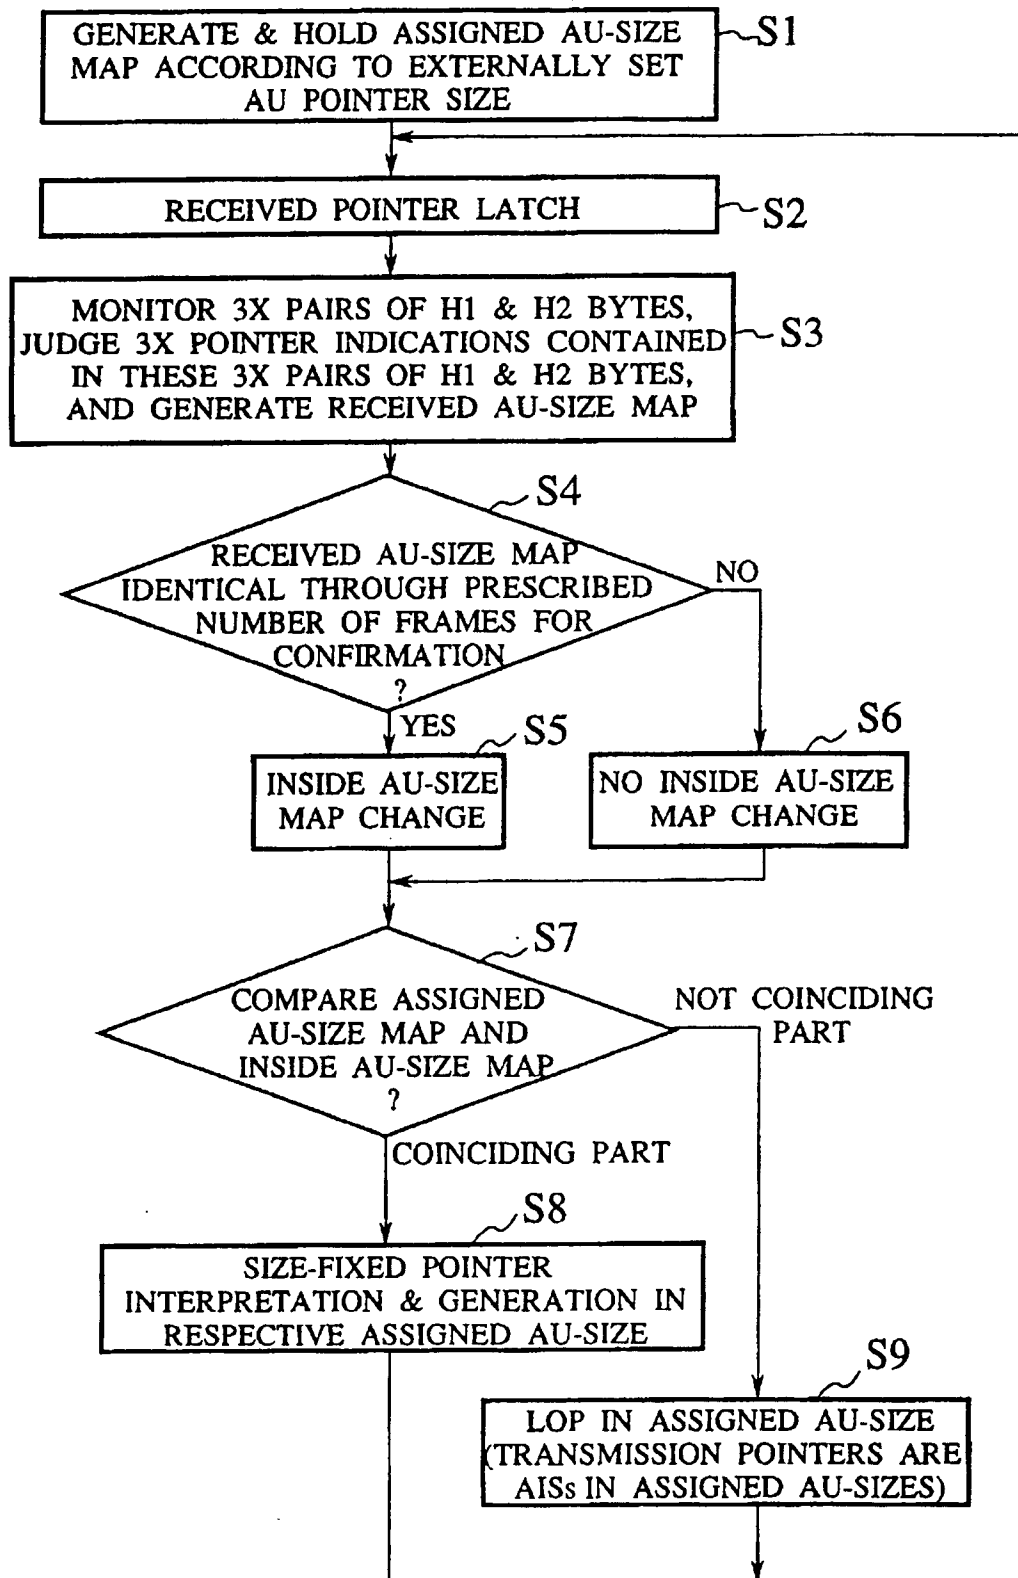 GENERATE & HOLD ASSIGNED AU-SIZE
MAP ACCORDING TO EXTERNALLY SET
AU POINTER SIZE
S1
RECEIVED POINTER LATCH
S2
MONITOR 3X PAIRS OF H1 & H2 BYTES,
JUDGE 3X POINTER INDICATIONS CONTAINED
IN THESE 3X PAIRS OF H1 & H2 BYTES,
AND GENERATE RECEIVED AU-SIZE MAP
S3
S4
RECEIVED AU-SIZE MAP
IDENTICAL THROUGH PRESCRIBED
NUMBER OF FRAMES FOR
CONFIRMATION
?
NO
YES
S5
S6
INSIDE AU-SIZE
MAP CHANGE
NO INSIDE AU-SIZE
MAP CHANGE
S7
COMPARE ASSIGNED
AU-SIZE MAP AND
INSIDE AU-SIZE MAP
?
NOT COINCIDING
PART
COINCIDING PART
S8
SIZE-FIXED POINTER
INTERPRETATION & GENERATION IN
RESPECTIVE ASSIGNED AU-SIZE
S9
LOP IN ASSIGNED AU-SIZE
(TRANSMISSION POINTERS ARE
AISs IN ASSIGNED AU-SIZES)